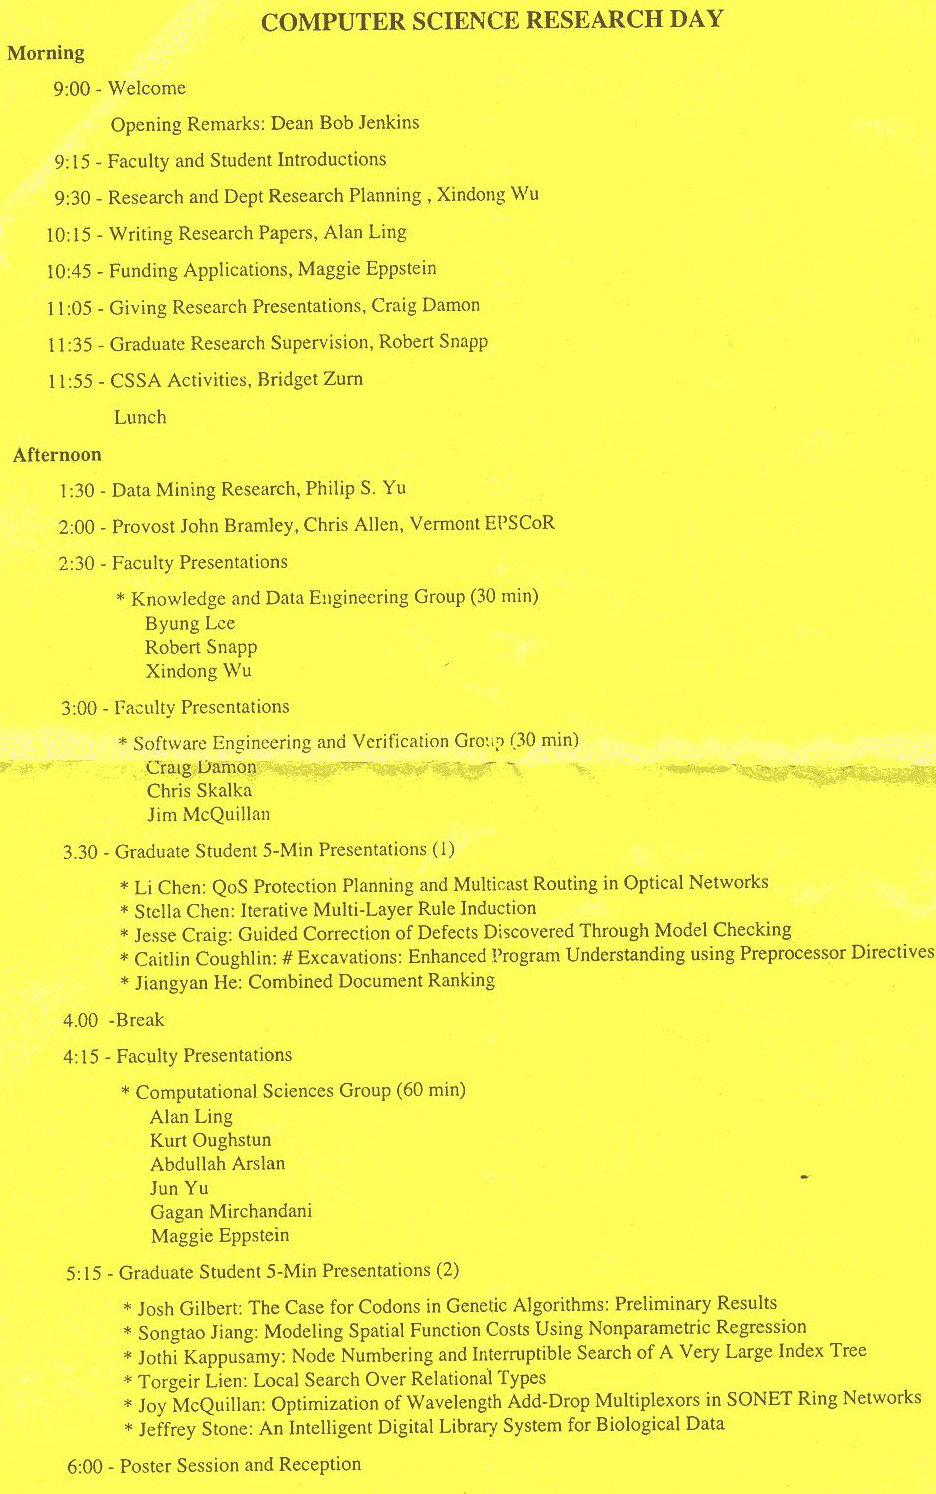 COMPUTER SCIENCE RESEARCH DAY
Morning
9:00 - Welcome
Opening Remarks: Dean Bob Jenkins
9:15 - Faculty and Student Introductions
9:30 - Research and Dept Research Planning , Xindong Wu
10:15 - Writing Research Papers, Alan Ling
10:45 - Funding Applications, Maggie Eppstein
11:05 - Giving Research Presentations, Craig Damon
11:35 - Graduate Research Supervision, Robert Snapp
11:55 - CSSA Activities, Bridget Zurn
Lunch
Afternoon
1:30 - Data Mining Research, Philip S. Yu
2:00 - Provost John Bramley, Chris Allen, Vermont EPSCoR
2:30 - Faculty Presentations
* Knowledge and Data Engineering Group (30 min)
Byung Lee
Robert Snapp
Xindong Wu
3:00 - Faculty Presentations
* Software Engineering and Verification Group (30 min)
Craig Damon
Chris Skalka
Jim McQuillan
3.30 - Graduate Student 5-Min Presentations (1)
* Li Chen: QoS Protection Planning and Multicast Routing in Optical Networks
* Stella Chen: Iterative Multi-Layer Rule Induction
* Jesse Craig: Guided Correction of Defects Discovered Through Model Checking
* Caitlin Coughlin: # Excavations: Enhanced Program Understanding using Preprocessor Directives
* Jiangyan He: Combined Document Ranking
4.00 -Break
4:15 - Faculty Presentations
* Computational Sciences Group (60 min)
Alan Ling
Kurt Oughstun
Abdullah Arslan
Jun Yu
Gagan Mirchandani
Maggie Eppstein
5:15 - Graduate Student 5-Min Presentations (2)
* Josh Gilbert: The Case for Codons in Genetic Algorithms: Preliminary Results
* Songtao Jiang: Modeling Spatial Function Costs Using Nonparametric Regression
* Jothi Kappusamy: Node Numbering and Interruptible Search of A Very Large Index Tree
* Torgeir Lien: Local Search Over Relational Types
* Joy McQuillan: Optimization of Wavelength Add-Drop Multiplexors in SONET Ring Networks
* Jeffrey Stone: An Intelligent Digital Library System for Biological Data
6:00 - Poster Session and Reception